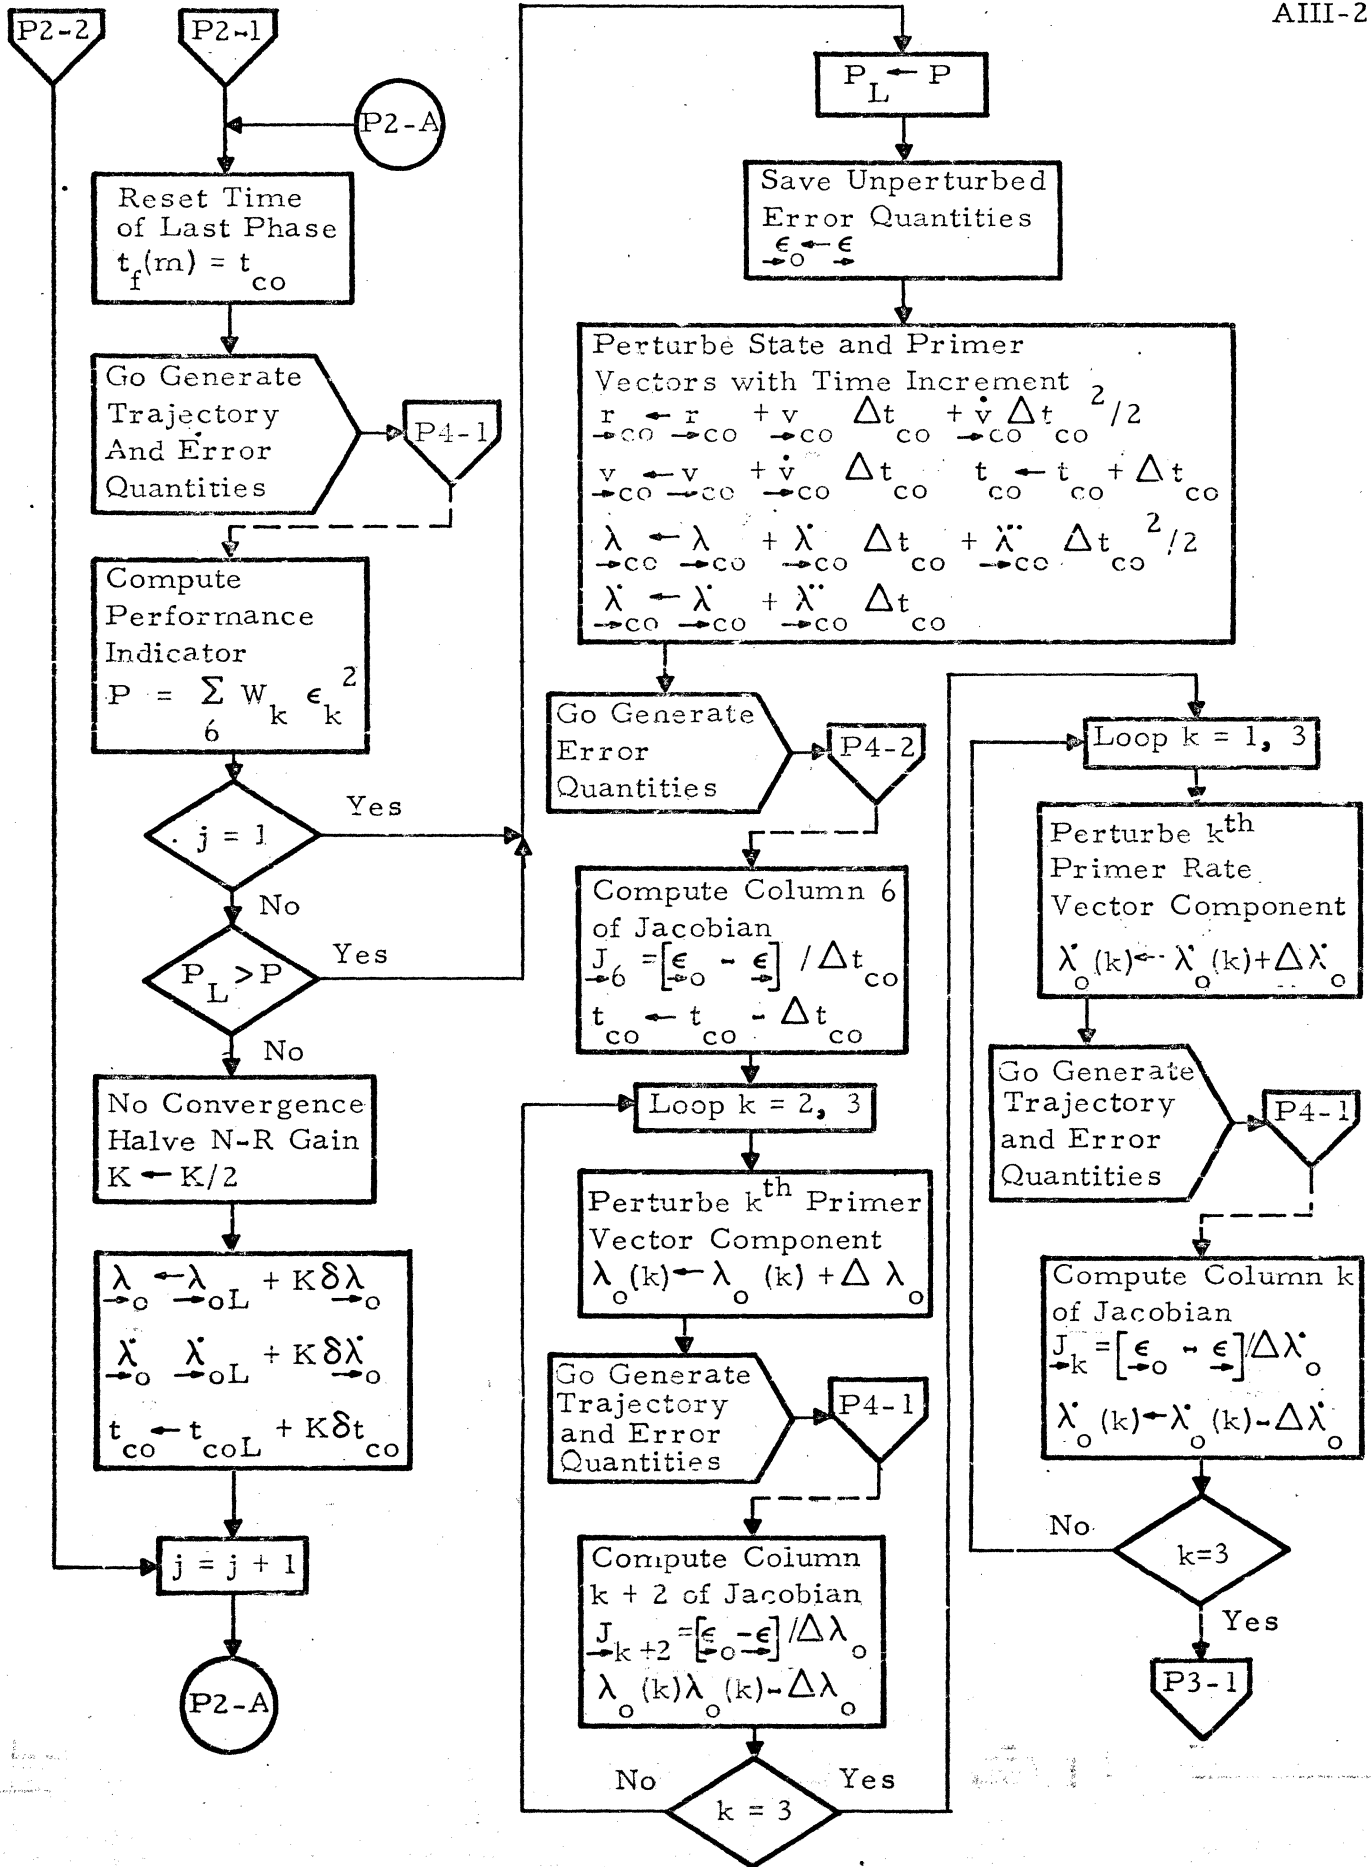 AIII-2
P2-2
P2-1
P2-A
Reset Time
of Last Phase
t_f(m) = t_co
Go Generate
Trajectory
And Error
Quantities
P4-1
Compute
Performance
Indicator
P = Σ_6 W_k ϵ_k^2
j = 1
Yes
No
P_L > P
Yes
No
No Convergence
Halve N-R Gain
K ← K/2
λ_o ← λ_oL + Kδλ_o
λ̇_o λ̇_oL + Kδλ̇_o
t_co ← t_coL + Kδt_co
j = j + 1
P2-A
P_L ← P
Save Unperturbed
Error Quantities
ϵ_o ← ϵ
Perturbe State and Primer
Vectors with Time Increment
r_co ← r_co + v_co Δt_co + v̇_co Δt_co^2/2
v_co ← v_co + v̇_co Δt_co t_co ← t_co + Δt_co
λ_co ← λ_co + λ̇_co Δt_co + λ̈_co Δt_co^2/2
λ̇_co ← λ̇_co + λ̈_co Δt_co
Go Generate
Error
Quantities
P4-2
Compute Column 6
of Jacobian
J_6 = [ϵ_o - ϵ] / Δt_co
t_co ← t_co - Δt_co
Loop k = 2, 3
Perturbe k^th Primer
Vector Component
λ_o(k) ← λ_o(k) + Δλ_o
Go Generate
Trajectory
and Error
Quantities
P4-1
Compute Column
k + 2 of Jacobian
J_k+2 = [ϵ_o - ϵ] / Δλ_o
λ_o(k) λ_o(k) - Δλ_o
No
k = 3
Yes
Loop k = 1, 3
Perturbe k^th
Primer Rate
Vector Component
λ̇_o(k) ← λ̇_o(k) + Δλ̇_o
Go Generate
Trajectory
and Error
Quantities
P4-1
Compute Column k
of Jacobian
J_k = [ϵ_o - ϵ] / Δλ̇_o
λ̇_o(k) ← λ̇_o(k) - Δλ̇_o
No
k=3
Yes
P3-1